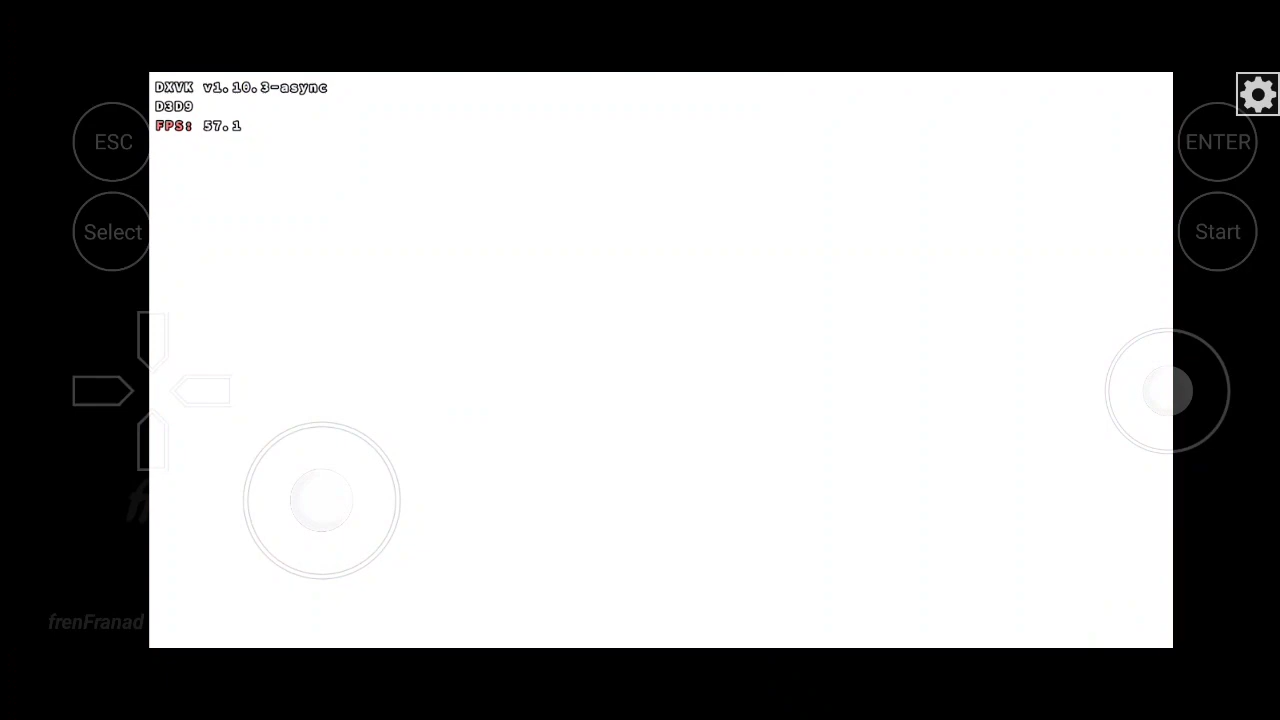 DXVK v1.10.3-async
D3D9
FPS: 57.1
ESC
ENTER
Select
Start
frenFranad